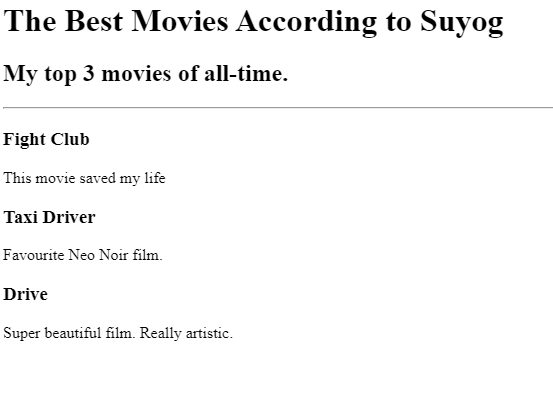 The Best Movies According to Suyog
My top 3 movies of all-time.
Fight Club
This movie saved my life
Taxi Driver
Favourite Neo Noir film.
Drive
Super beautiful film. Really artistic.